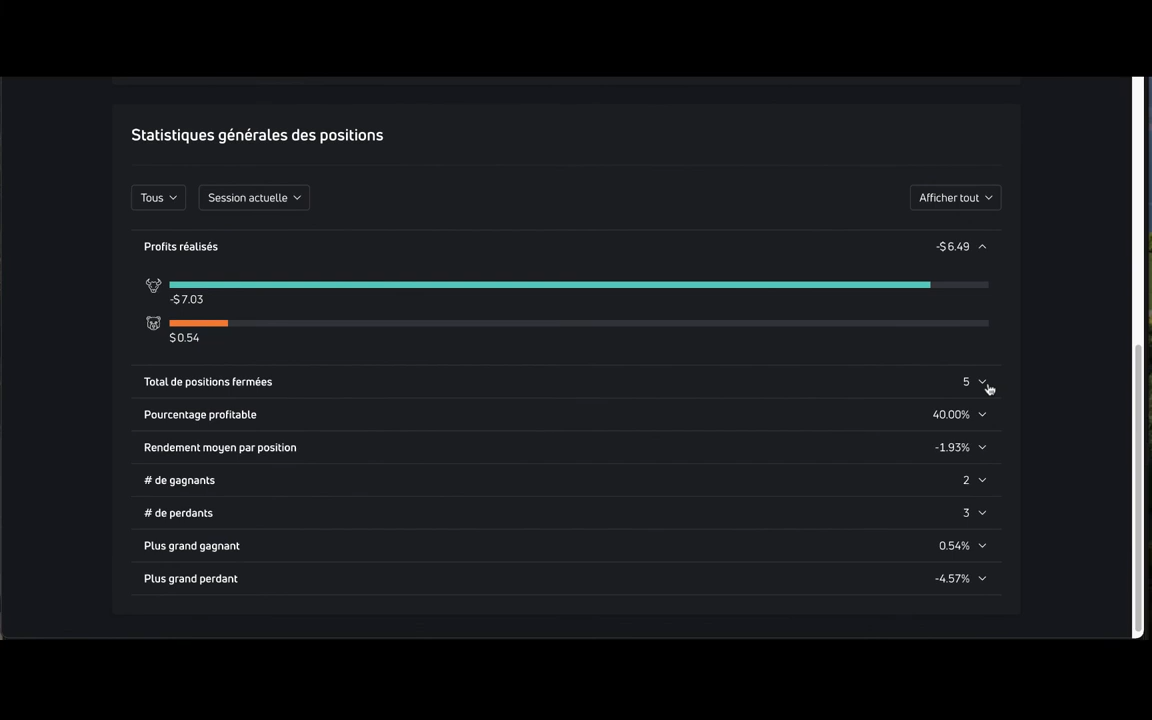 Statistiques générales des positions
Tous Session actuelle Afficher tout
Profits réalisés -$6.49
-$7.03
$0.54
Total de positions fermées 5
Pourcentage profitable 40.00%
Rendement moyen par position -1.93%
# de gagnants 2
# de perdants 3
Plus grand gagnant 0.54%
Plus grand perdant -4.57%